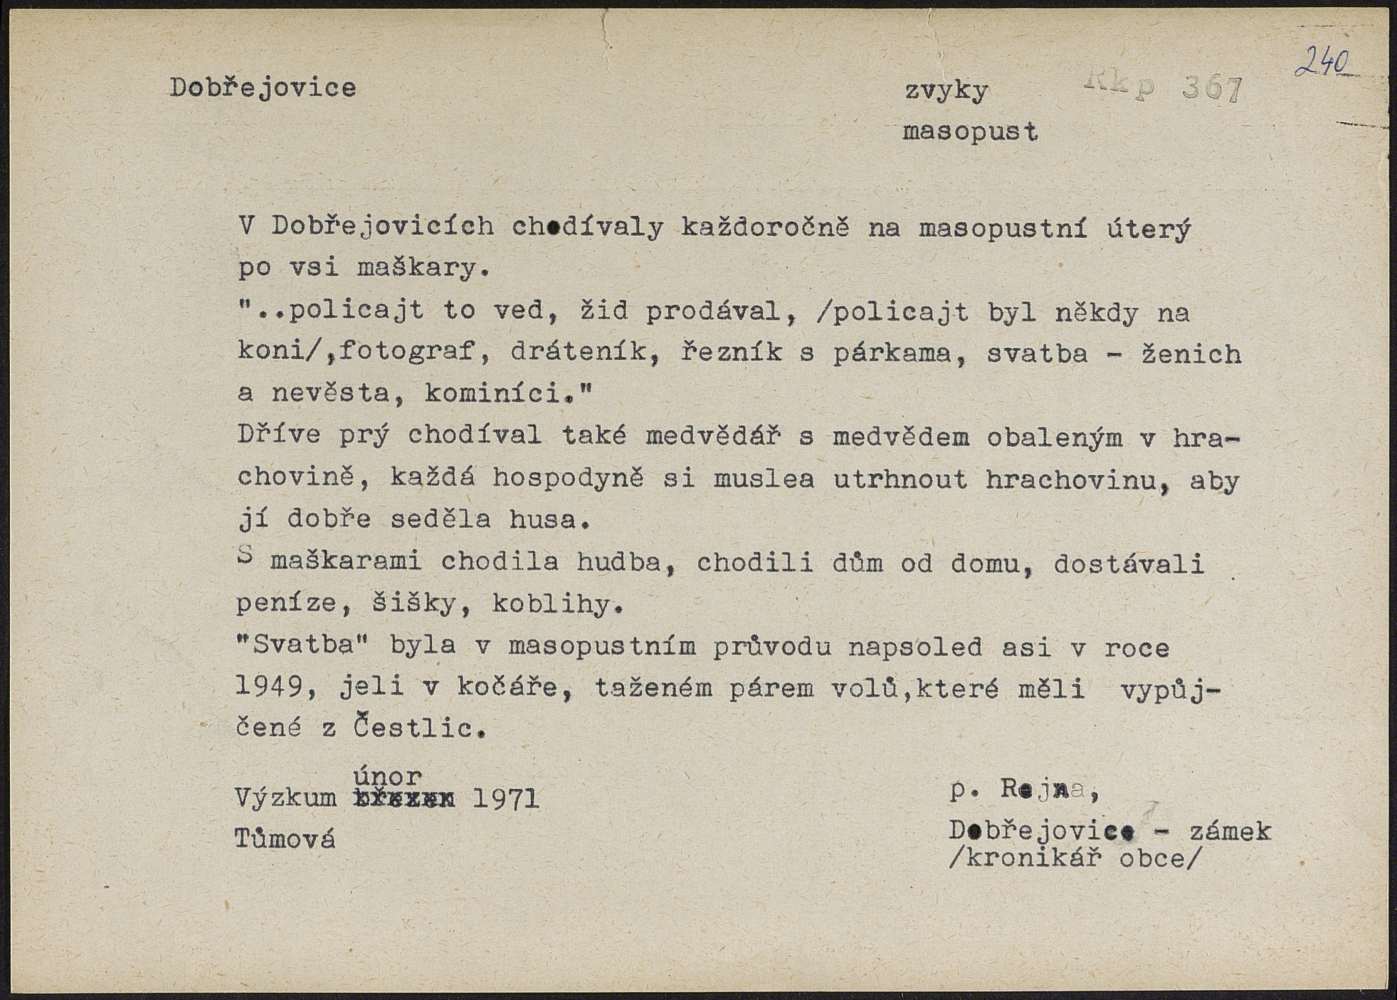 240
Dobřejovice zvyky Rkp 367
masopust
V Dobřejovicích chodívaly každoročně na masopustní úterý
po vsi maškary.
"..policajt to ved, žid prodával, /policajt byl někdy na
koni/,fotograf, dráteník, řezník s párkama, svatba - ženich
a nevěsta, kominíci."
Dříve prý chodíval také medvědář s medvědem obaleným v hra-
chovině, každá hospodyně si muslea utrhnout hrachovinu, aby
jí dobře seděla husa.
S maškarami chodila hudba, chodili dům od domu, dostávali
peníze, šišky, koblihy.
"Svatba" byla v masopustním průvodu napsoled asi v roce
1949, jeli v kočáře, taženém párem volů,které měli vypůj-
čené z Čestlic.
únor
Výzkum březen 1971
Tůmová
p. Rejna,
Dobřejovice - zámek
/kronikář obce/